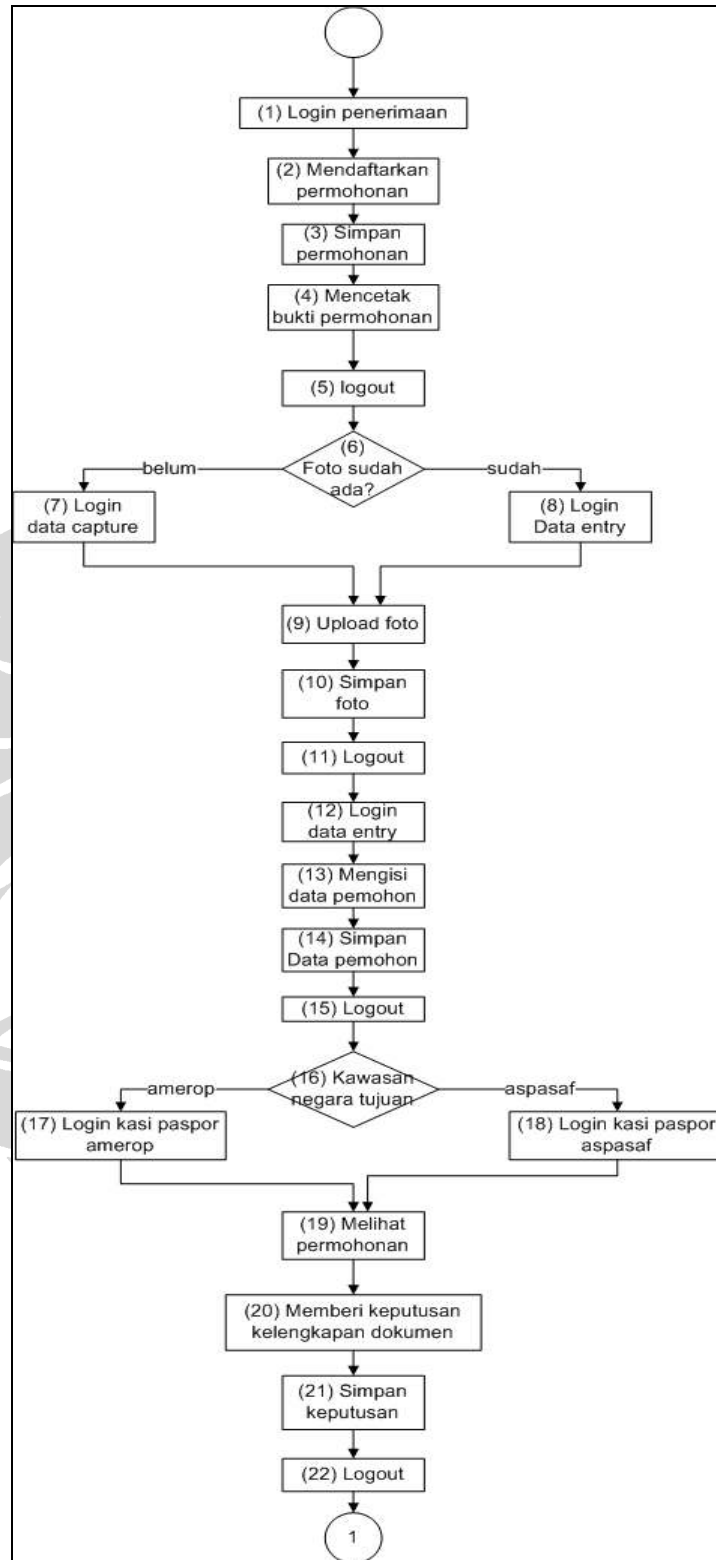 (1) Login penerimaan
(2) Mendaftarkan
permohonan
(3) Simpan
permohonan
(4) Mencetak
bukti permohonan
(5) logout
(6)
Foto sudah
ada?
belum
sudah
(7) Login
data capture
(8) Login
Data entry
(9) Upload foto
(10) Simpan
foto
(11) Logout
(12) Login
data entry
(13) Mengisi
data pemohon
(14) Simpan
Data pemohon
(15) Logout
(16) Kawasan
negara tujuan
amerop
aspasaf
(17) Login kasi paspor
amerop
(18) Login kasi paspor
aspasaf
(19) Melihat
permohonan
(20) Memberi keputusan
kelengkapan dokumen
(21) Simpan
keputusan
(22) Logout
1